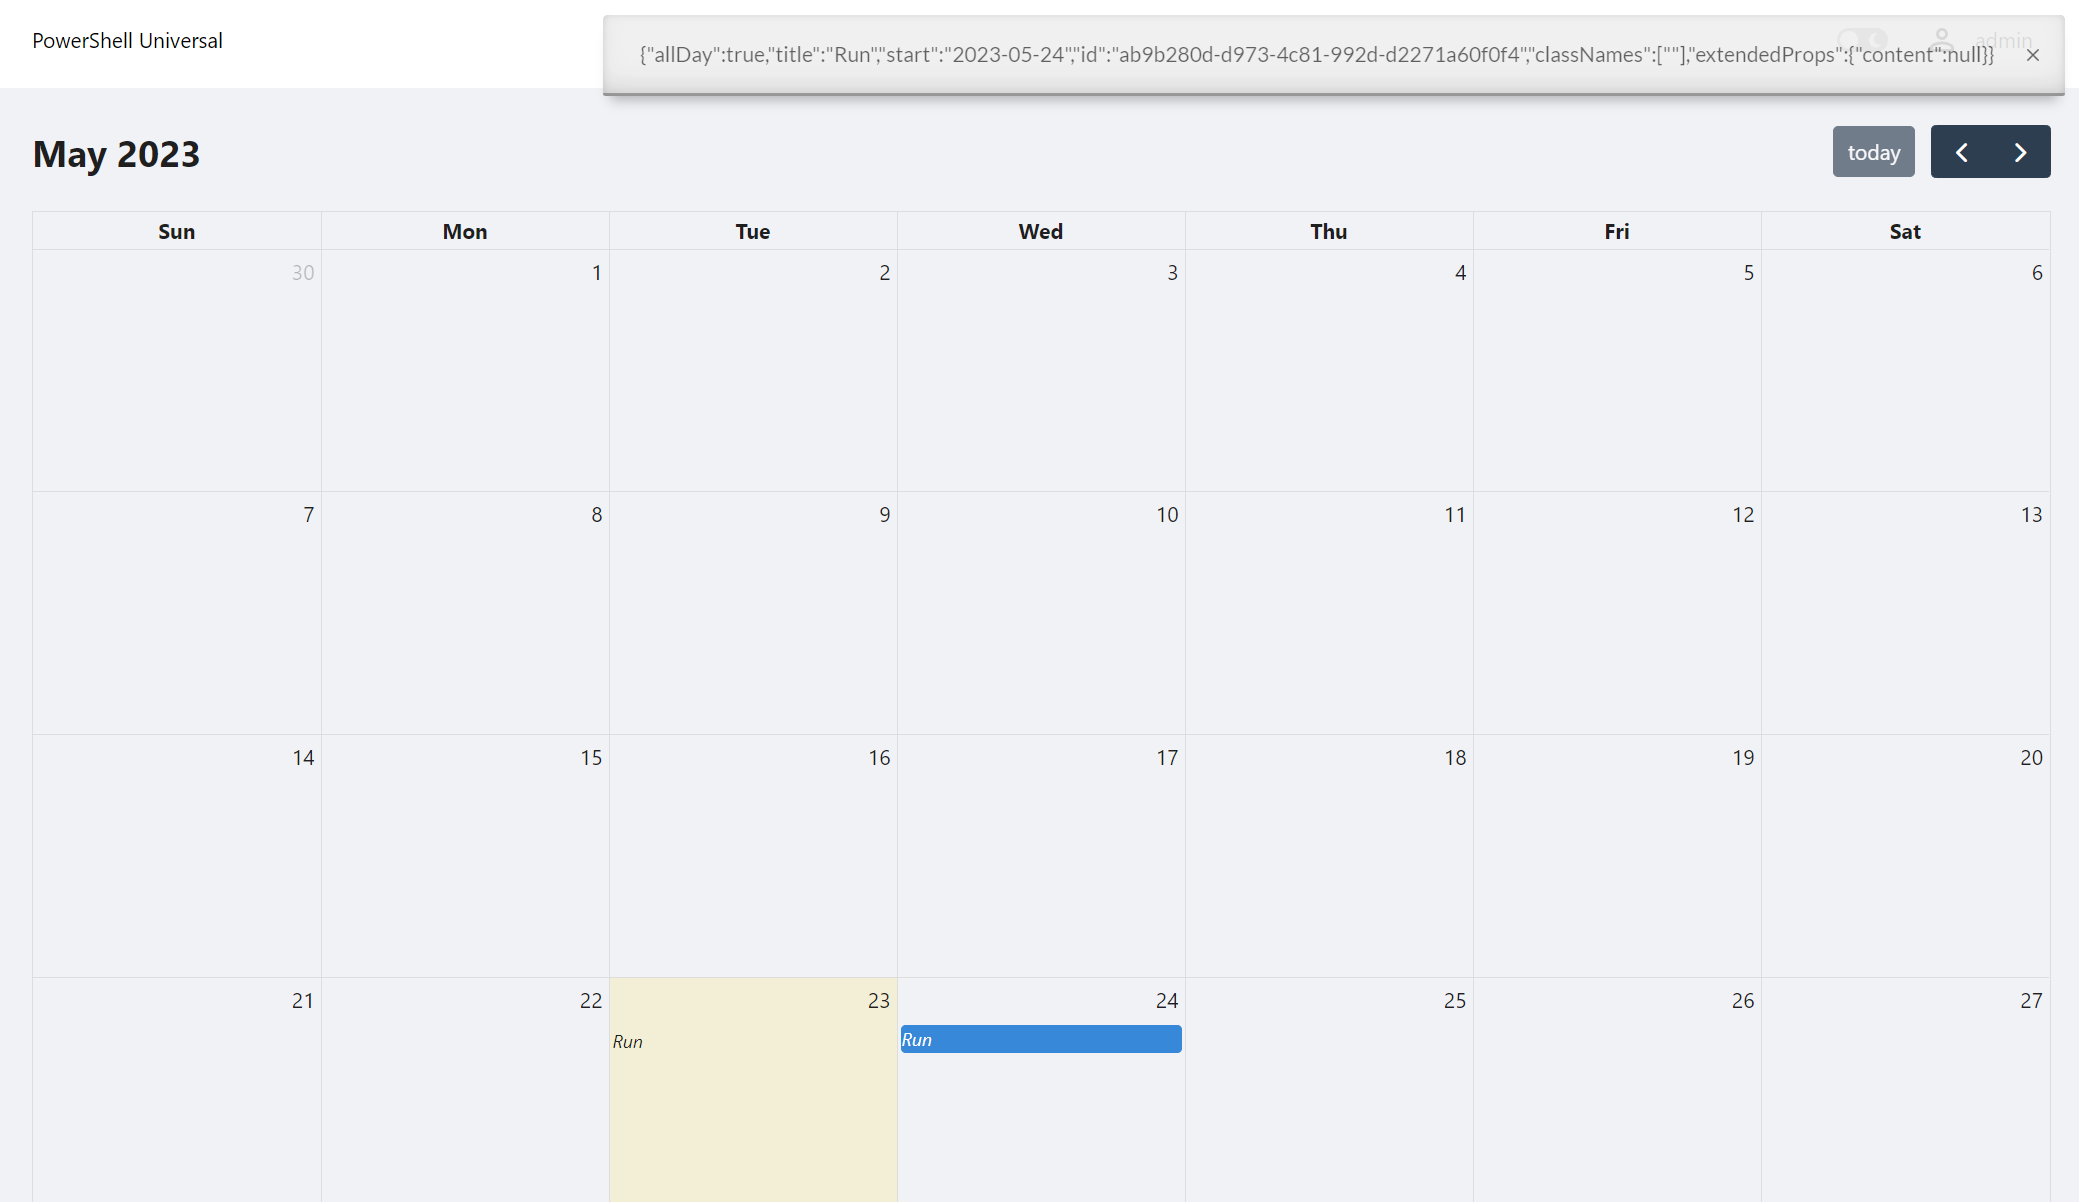 PowerShell Universal
admin
{"allDay":true,"title":"Run""start":"2023-05-24""id":"ab9b280d-d973-4c81-992d-d2271a60f0f4","classNames":[""],"extendedProps":{"content":null}}
May 2023
today
Sun Mon Tue Wed Thu Fri Sat
30 1 2 3 4 5 6
7 8 9 10 11 12 13
14 15 16 17 18 19 20
21 22 23 24 25 26 27
Run Run